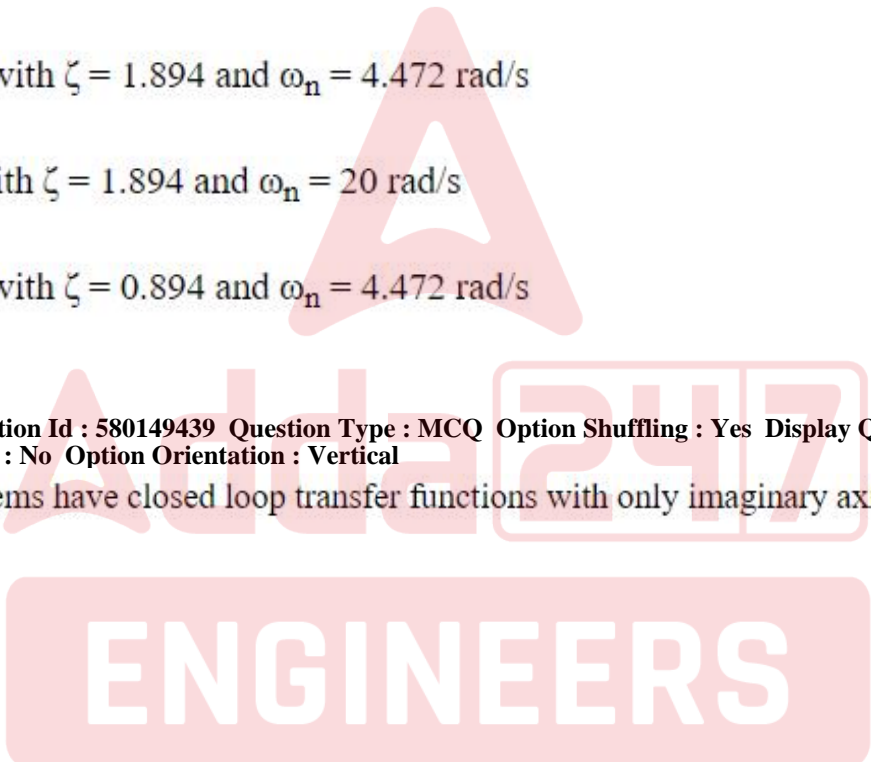 with ζ = 1.894 and ωn = 4.472 rad/s
ith ζ = 1.894 and ωn = 20 rad/s
with ζ = 0.894 and ωn = 4.472 rad/s
tion Id : 580149439 Question Type : MCQ Option Shuffling : Yes Display Q
: No Option Orientation : Vertical
ems have closed loop transfer functions with only imaginary ax
Adda247
ENGINEERS